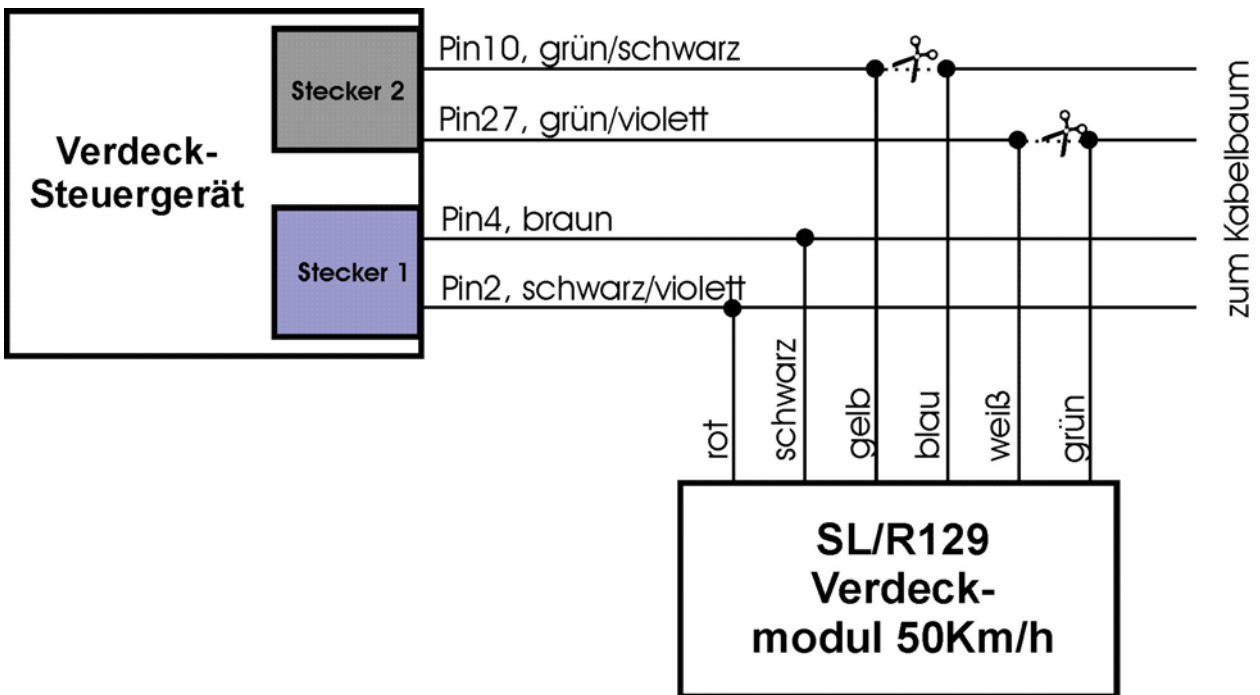 Pin10, grün/schwarz
Stecker 2
Pin27, grün/violett
Verdeck-
Steuergerät
Pin4, braun
Stecker 1
Pin2, schwarz/violett
zum Kabelbaum
rot
schwarz
gelb
blau
weiß
grün
SL/R129
Verdeck-
modul 50Km/h